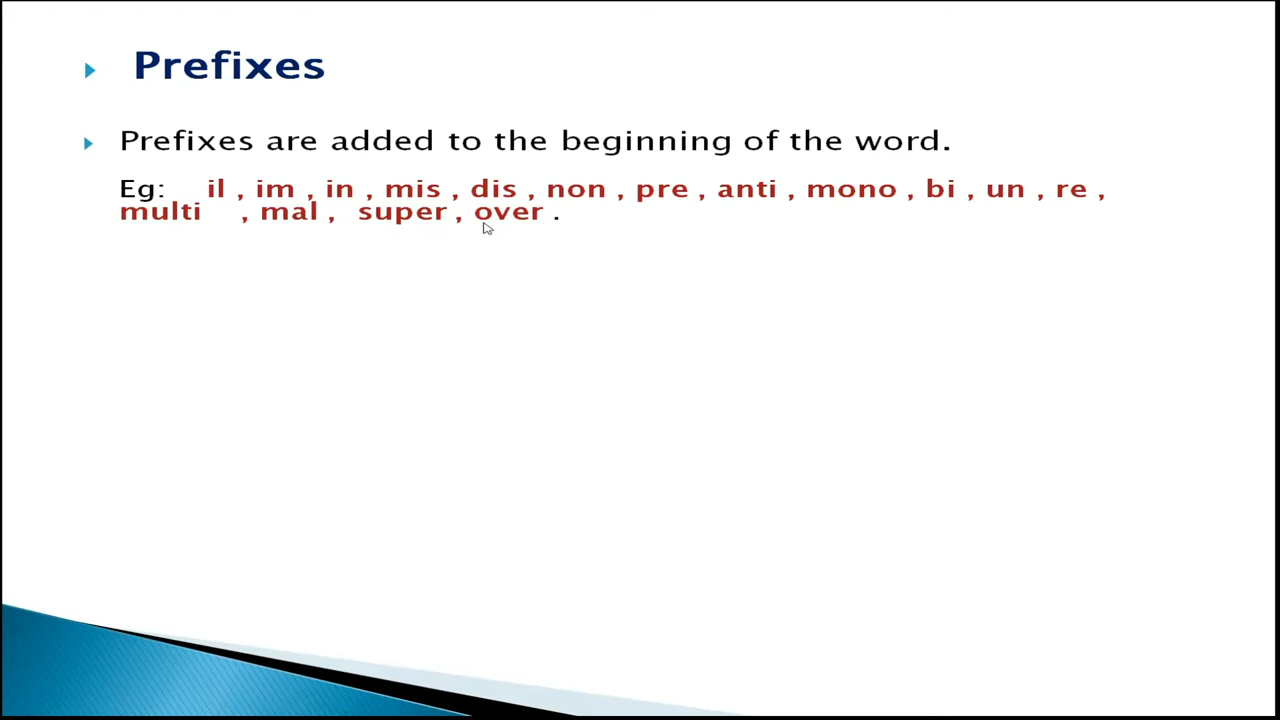 Prefixes
Prefixes are added to the beginning of the word.
Eg: il , im , in , mis , dis , non , pre , anti , mono , bi , un , re ,
multi , mal , super , over .